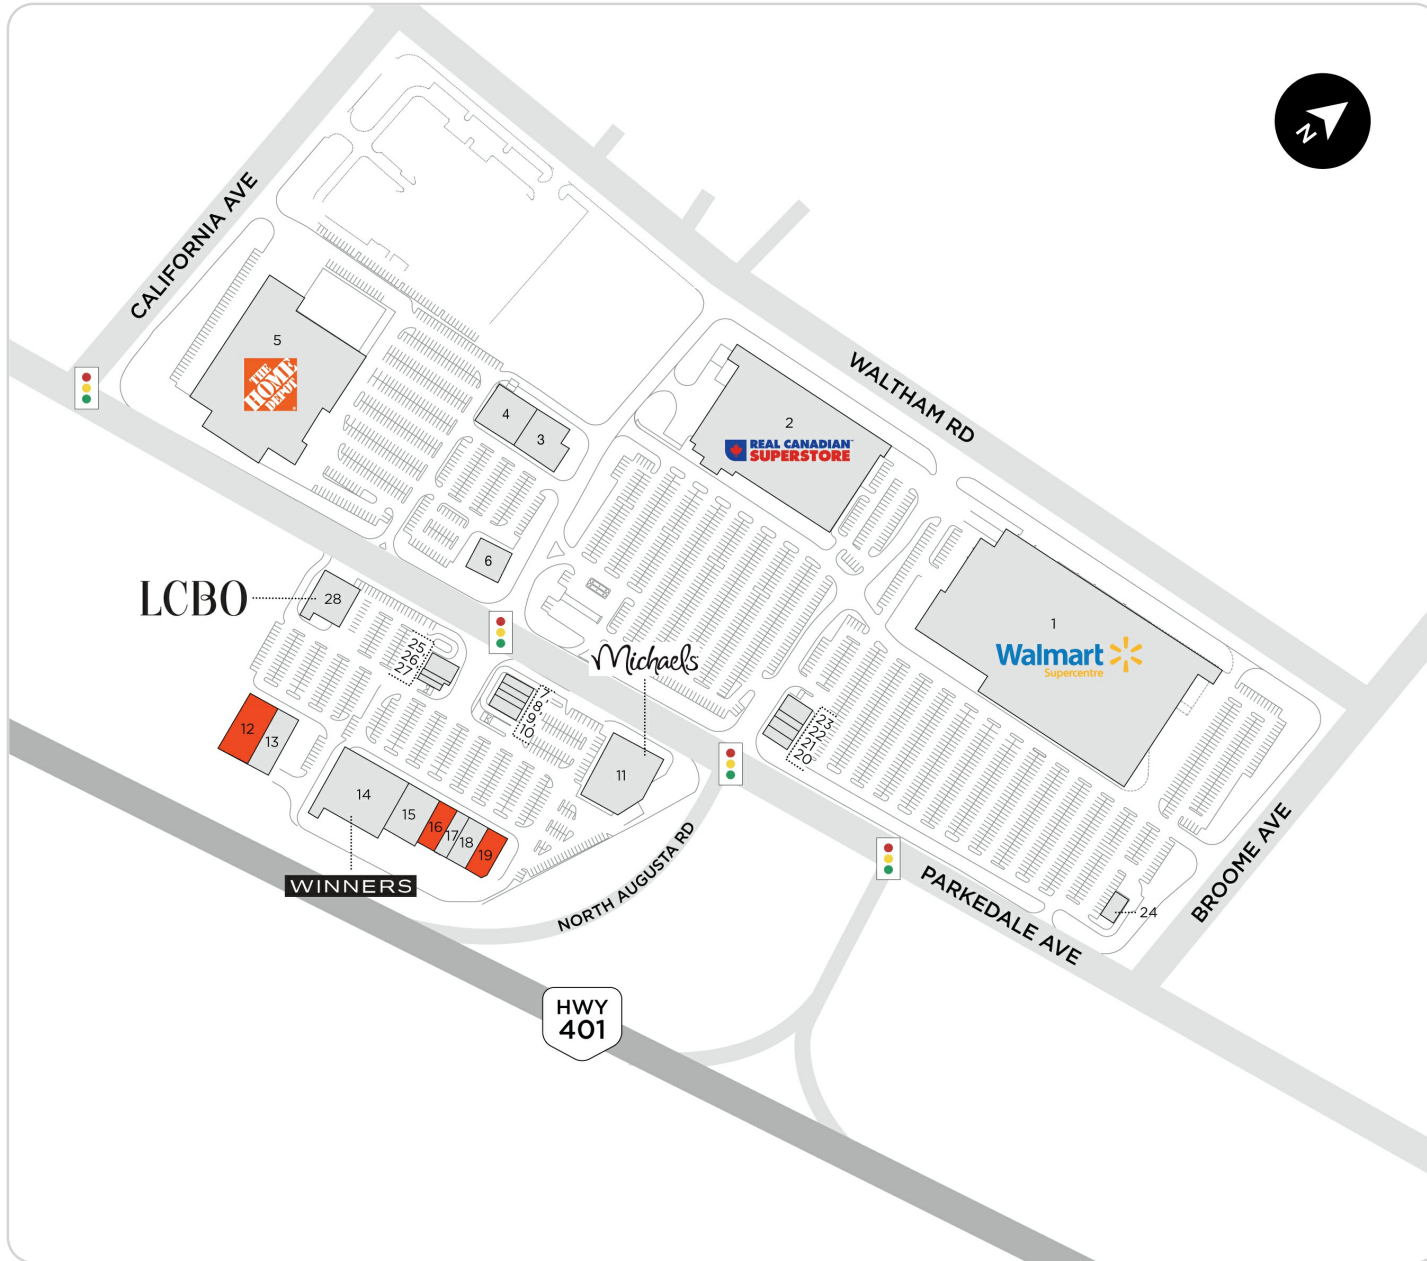 N
CALIFORNIA AVE
WALTHAM RD
5
THE
HOME
DEPOT
4
3
2
REAL CANADIAN
SUPERSTORE
6
1
Walmart
Supercentre
LCBO
28
25,
26,
27
Michaels
7,
8,
9,
10
23
22
21
20
12
13
11
14
15
16
17
18
19
WINNERS
NORTH AUGUSTA RD
PARKEDALE AVE
BROOME AVE
24
HWY
401